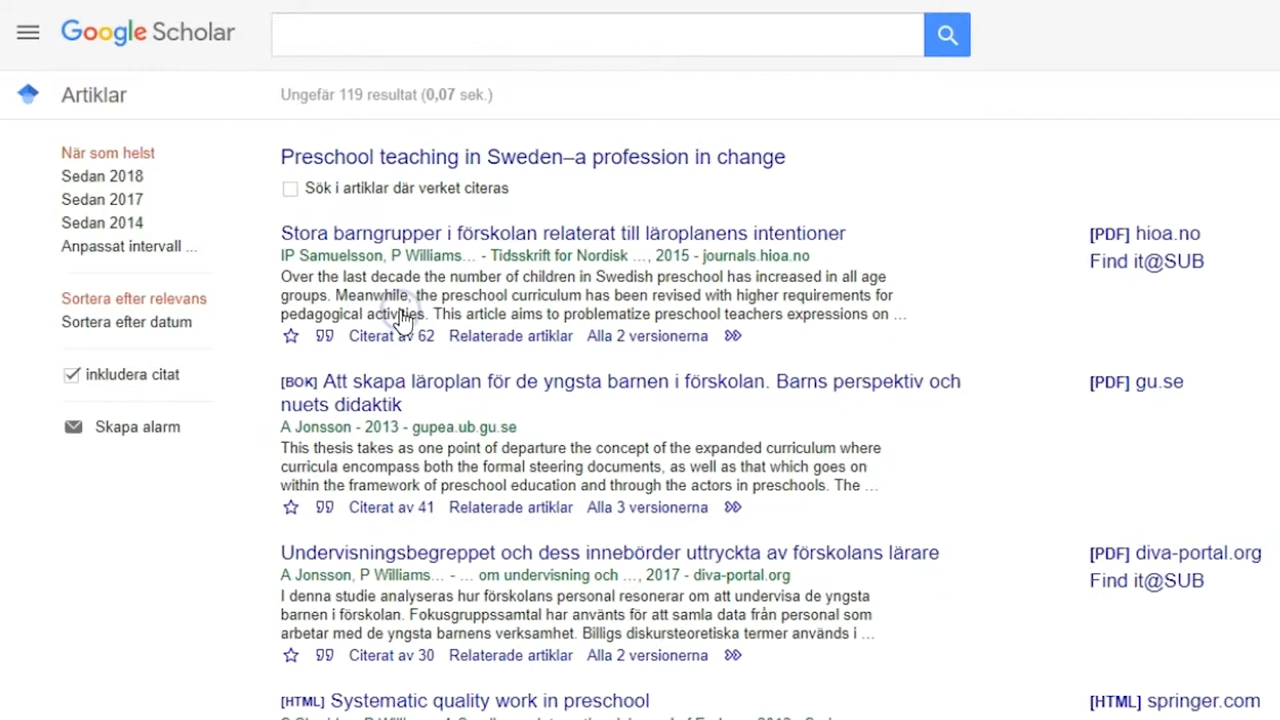 Google Scholar
Artiklar
Ungefär 119 resultat (0,07 sek.)
När som helst
Sedan 2018
Sedan 2017
Sedan 2014
Anpassat intervall ...
Sortera efter relevans
Sortera efter datum
inkludera citat
Skapa alarm
Preschool teaching in Sweden–a profession in change
Sök i artiklar där verket citeras
Stora barngrupper i förskolan relaterat till läroplanens intentioner
IP Samuelsson, P Williams... - Tidsskrift for Nordisk ..., 2015 - journals.hioa.no
Over the last decade the number of children in Swedish preschool has increased in all age
groups. Meanwhile, the preschool curriculum has been revised with higher requirements for
pedagogical activities. This article aims to problematize preschool teachers expressions on ...
Citerat av 62 Relaterade artiklar Alla 2 versionerna
[PDF] hioa.no
Find it@SUB
[BOK] Att skapa läroplan för de yngsta barnen i förskolan. Barns perspektiv och
nuets didaktik
A Jonsson - 2013 - gupea.ub.gu.se
This thesis takes as one point of departure the concept of the expanded curriculum where
curricula encompass both the formal steering documents, as well as that which goes on
within the framework of preschool education and through the actors in preschools. The ...
Citerat av 41 Relaterade artiklar Alla 3 versionerna
[PDF] gu.se
Undervisningsbegreppet och dess innebörder uttryckta av förskolans lärare
A Jonsson, P Williams... - ... om undervisning och ..., 2017 - diva-portal.org
I denna studie analyseras hur förskolans personal resonerar om att undervisa de yngsta
barnen i förskolan. Fokusgruppssamtal har använts för att samla data från personal som
arbetar med de yngsta barnens verksamhet. Billigs diskursteoretiska termer används i ...
Citerat av 30 Relaterade artiklar Alla 2 versionerna
[PDF] diva-portal.org
Find it@SUB
[HTML] Systematic quality work in preschool
[HTML] springer.com